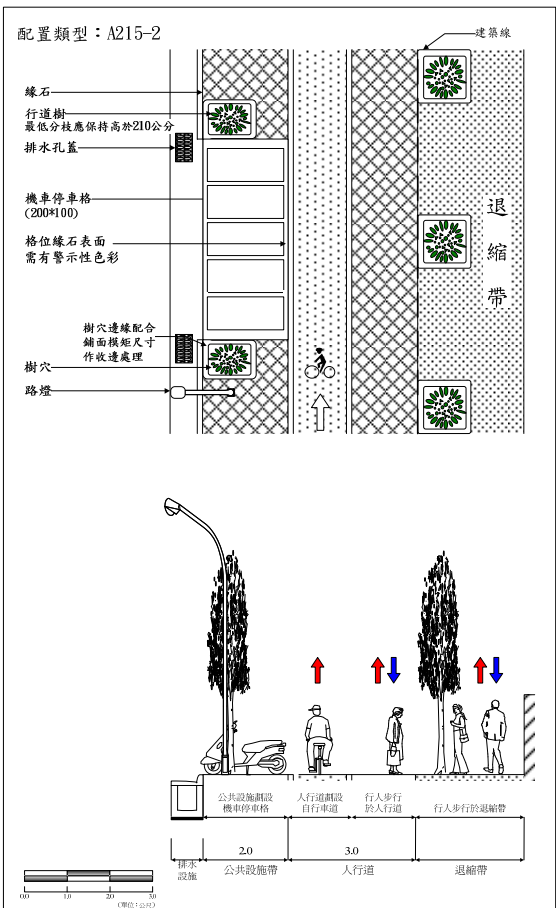 配置類型：A215-2
建築線
緣石
行道樹
最低分枝應保持高於210公分
排水孔蓋
機車停車格
(200*100)
格位緣石表面
需有警示性色彩
退
縮
帶
樹穴邊緣配合
鋪面模矩尺寸
作收邊處理
樹穴
路燈
公共設施劃設
機車停車格
人行道劃設
自行車道
行人步行
於人行道
行人步行於退縮帶
排水
設施
2.0
公共設施帶
3.0
人行道
退縮帶
0.0 1.0 2.0 3.0
(單位：公尺)